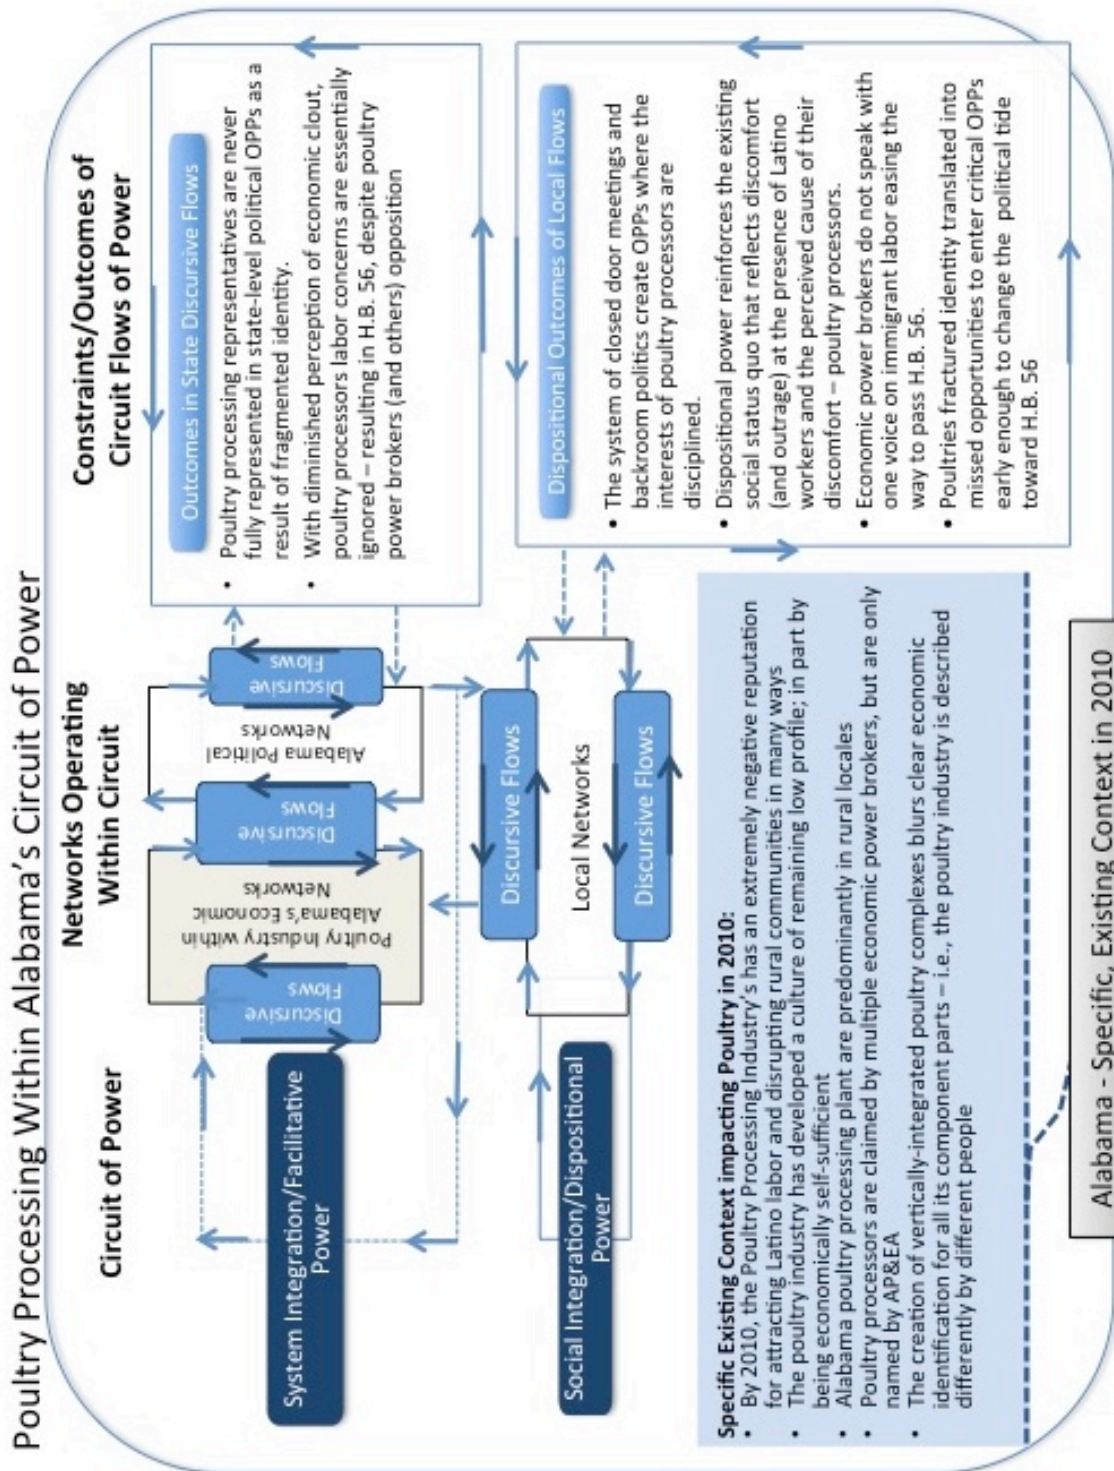 Poultry Processing Within Alabama's Circuit of Power
Circuit of Power
Networks Operating
Within Circuit
Constraints/Outcomes of
Circuit Flows of Power
System Integration/Facilitative
Power
Discursive
Flows
Poultry Industry within
Alabama's Economic
Networks
Discursive
Flows
Alabama Political
Networks
Discursive
Flows
Outcomes in State Discursive Flows
• Poultry processing representatives are never
fully represented in state-level political OPPs as a
result of fragmented identity.
• With diminished perception of economic clout,
poultry processors labor concerns are essentially
ignored – resulting in H.B. 56, despite poultry
power brokers (and others) opposition
Social Integration/Dispositional
Power
Discursive Flows
Local Networks
Discursive Flows
Dispositional Outcomes of Local Flows
• The system of closed door meetings and
backroom politics create OPPs where the
interests of poultry processors are
disciplined.
• Dispositional power reinforces the existing
social status quo that reflects discomfort
(and outrage) at the presence of Latino
workers and the perceived cause of their
discomfort – poultry processors.
• Economic power brokers do not speak with
one voice on immigrant labor easing the
way to pass H.B. 56.
• Poultries fractured identity translated into
missed opportunities to enter critical OPPs
early enough to change the political tide
toward H.B. 56
Specific Existing Context impacting Poultry in 2010:
• By 2010, the Poultry Processing Industry's has an extremely negative reputation
for attracting Latino labor and disrupting rural communities in many ways
• The poultry industry has developed a culture of remaining low profile; in part by
being economically self-sufficient
• Alabama poultry processing plant are predominantly in rural locales
• Poultry processors are claimed by multiple economic power brokers, but are only
named by AP&EA
• The creation of vertically-integrated poultry complexes blurs clear economic
identification for all its component parts – i.e., the poultry industry is described
differently by different people
Alabama - Specific, Existing Context in 2010